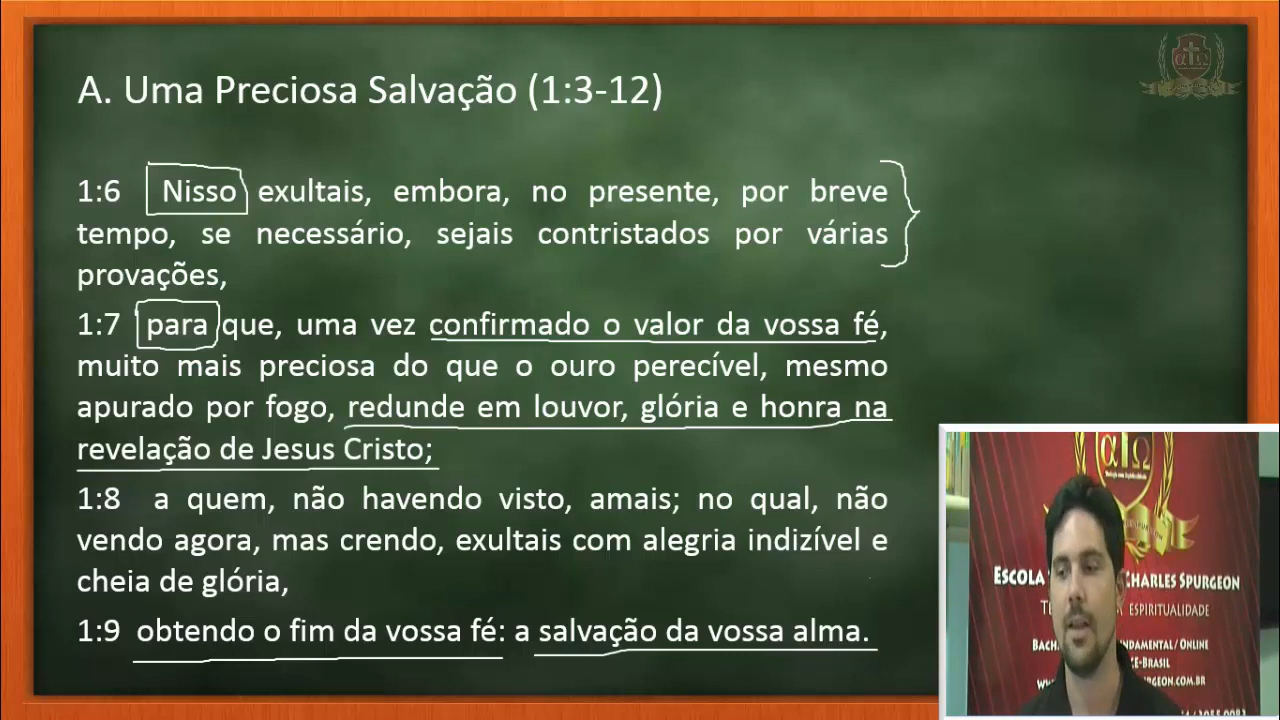 A. Uma Preciosa Salvação (1:3-12)
1:6 Nisso exultais, embora, no presente, por breve
tempo, se necessário, sejais contristados por várias
provações,
1:7 para que, uma vez confirmado o valor da vossa fé,
muito mais preciosa do que o ouro perecível, mesmo
apurado por fogo, redunde em louvor, glória e honra na
revelação de Jesus Cristo;
1:8 a quem, não havendo visto, amais; no qual, não
vendo agora, mas crendo, exultais com alegria indizível e
cheia de glória,
1:9 obtendo o fim da vossa fé: a salvação da vossa alma.
α Ω
ESCOLA CHARLES SPURGEON
ESPIRITUALIDADE
ONLINE
BRASIL